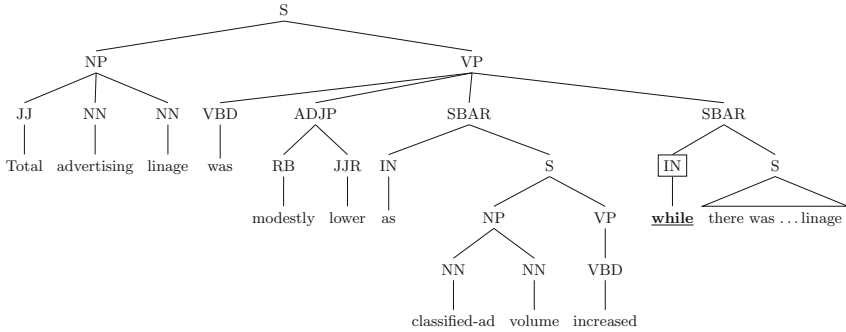 S
NP VP
JJ NN NN VBD ADJP SBAR SBAR
Total advertising linage was RB JJR IN S IN S
modestly lower as NP VP while there was ... linage
NN NN VBD
classified-ad volume increased